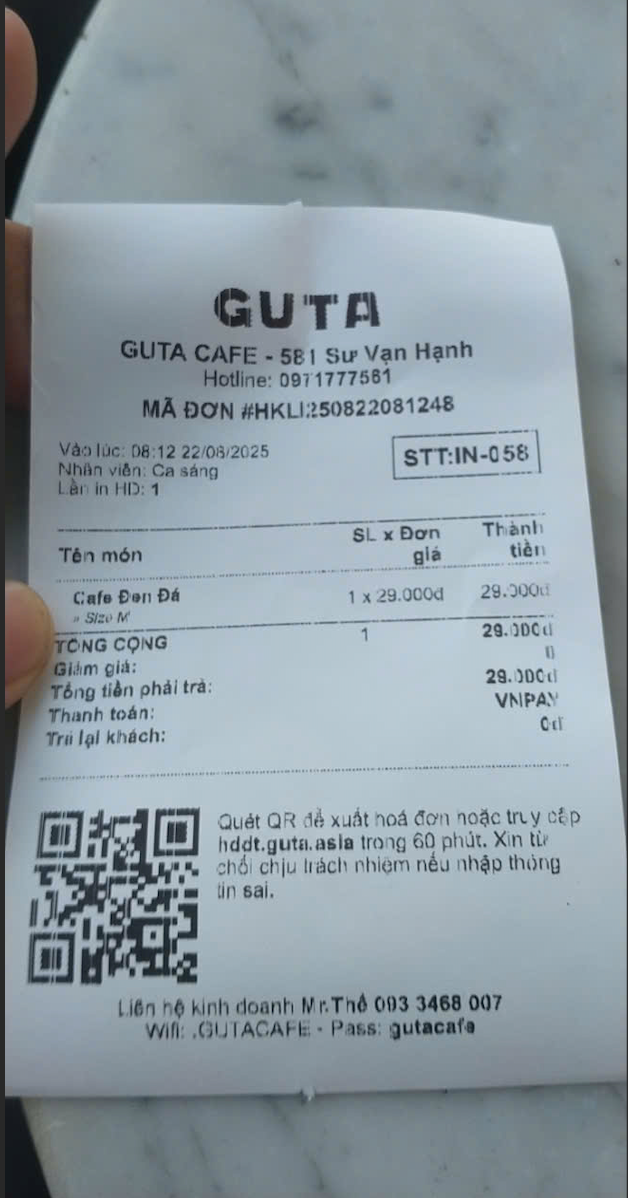 GUTA
GUTA CAFE - 581 Sư Vạn Hạnh
Hotline: 0971777581
MÃ ĐƠN #HKLI250822081248
Vào lúc: 08:12 22/08/2025
Nhân viên: Ca sáng
Lần in HD: 1
STT:IN-058
Tên món SL x Đơn giá Thành tiền
Cafe Đen Đá 1 x 29.000đ 29.000đ
» Size M
TỔNG CỘNG 1 29.000đ
Giảm giá: 0
Tổng tiền phải trả: 29.000đ
Thanh toán: VNPAY
Trả lại khách: 0đ
Quét QR để xuất hoá đơn hoặc truy cập
hddt.guta.asia trong 60 phút. Xin từ
chối chịu trách nhiệm nếu nhập thông
tin sai.
Liên hệ kinh doanh Mr.Thế 093 3468 007
Wifi: .GUTACAFE - Pass: gutacafe